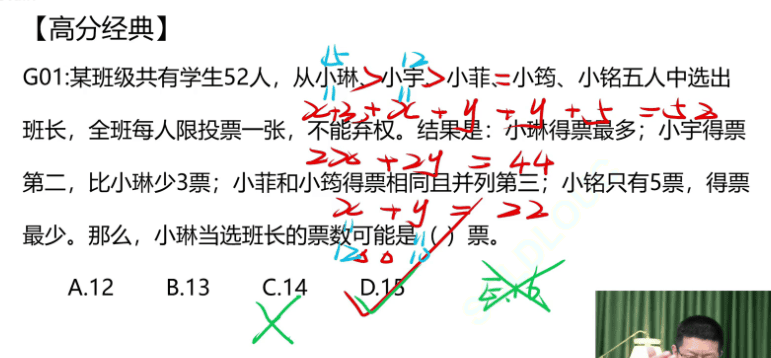 【高分经典】
15 12
G01:某班级共有学生52人，从小琳、小宇、小菲、小筠、小铭五人中选出
> > =
x+3+x+y+y+5=52
班长，全班每人限投票一张，不能弃权。结果是：小琳得票最多；小宇得票
2x+2y=44
第二，比小琳少3票；小菲和小筠得票相同且并列第三；小铭只有5票，得票
x+y=22
最少。那么，小琳当选班长的票数可能是（ ）票。
12 10
A.12 B.13 C.14 D.15 E.16